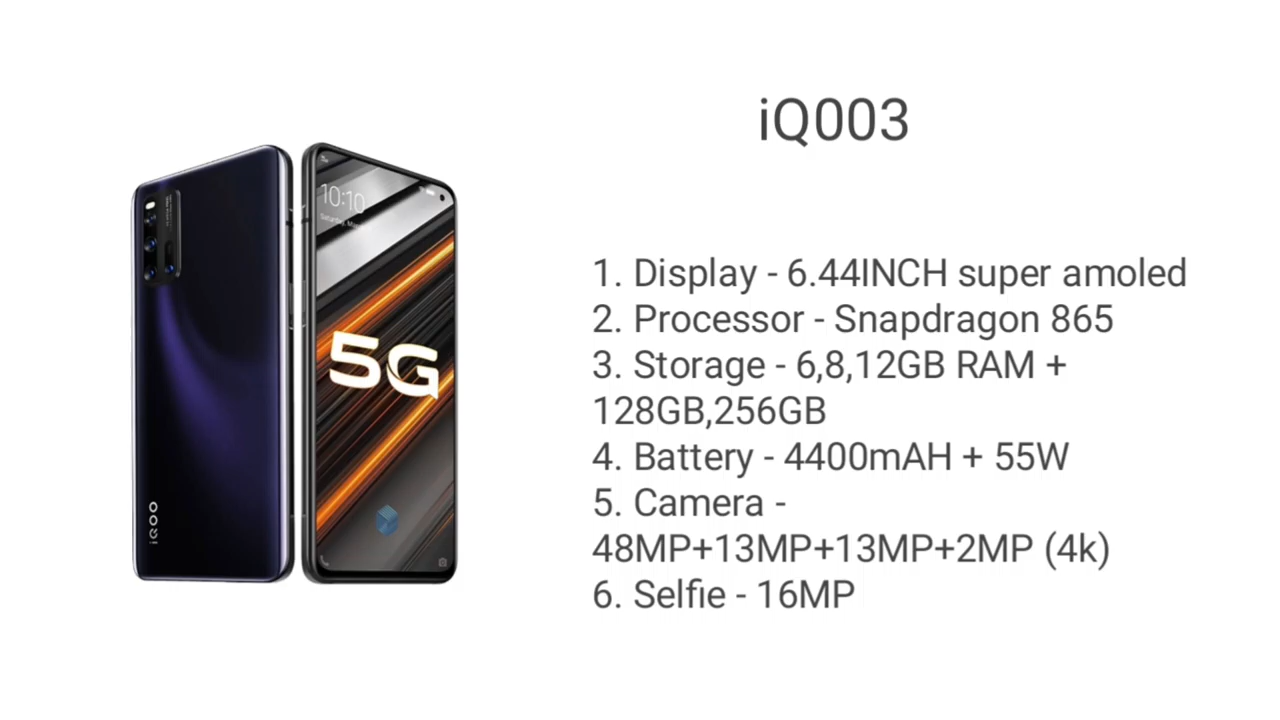 iQ003
10:10
5G
iQOO
1. Display - 6.44INCH super amoled
2. Processor - Snapdragon 865
3. Storage - 6,8,12GB RAM +
128GB,256GB
4. Battery - 4400mAH + 55W
5. Camera -
48MP+13MP+13MP+2MP (4k)
6. Selfie - 16MP